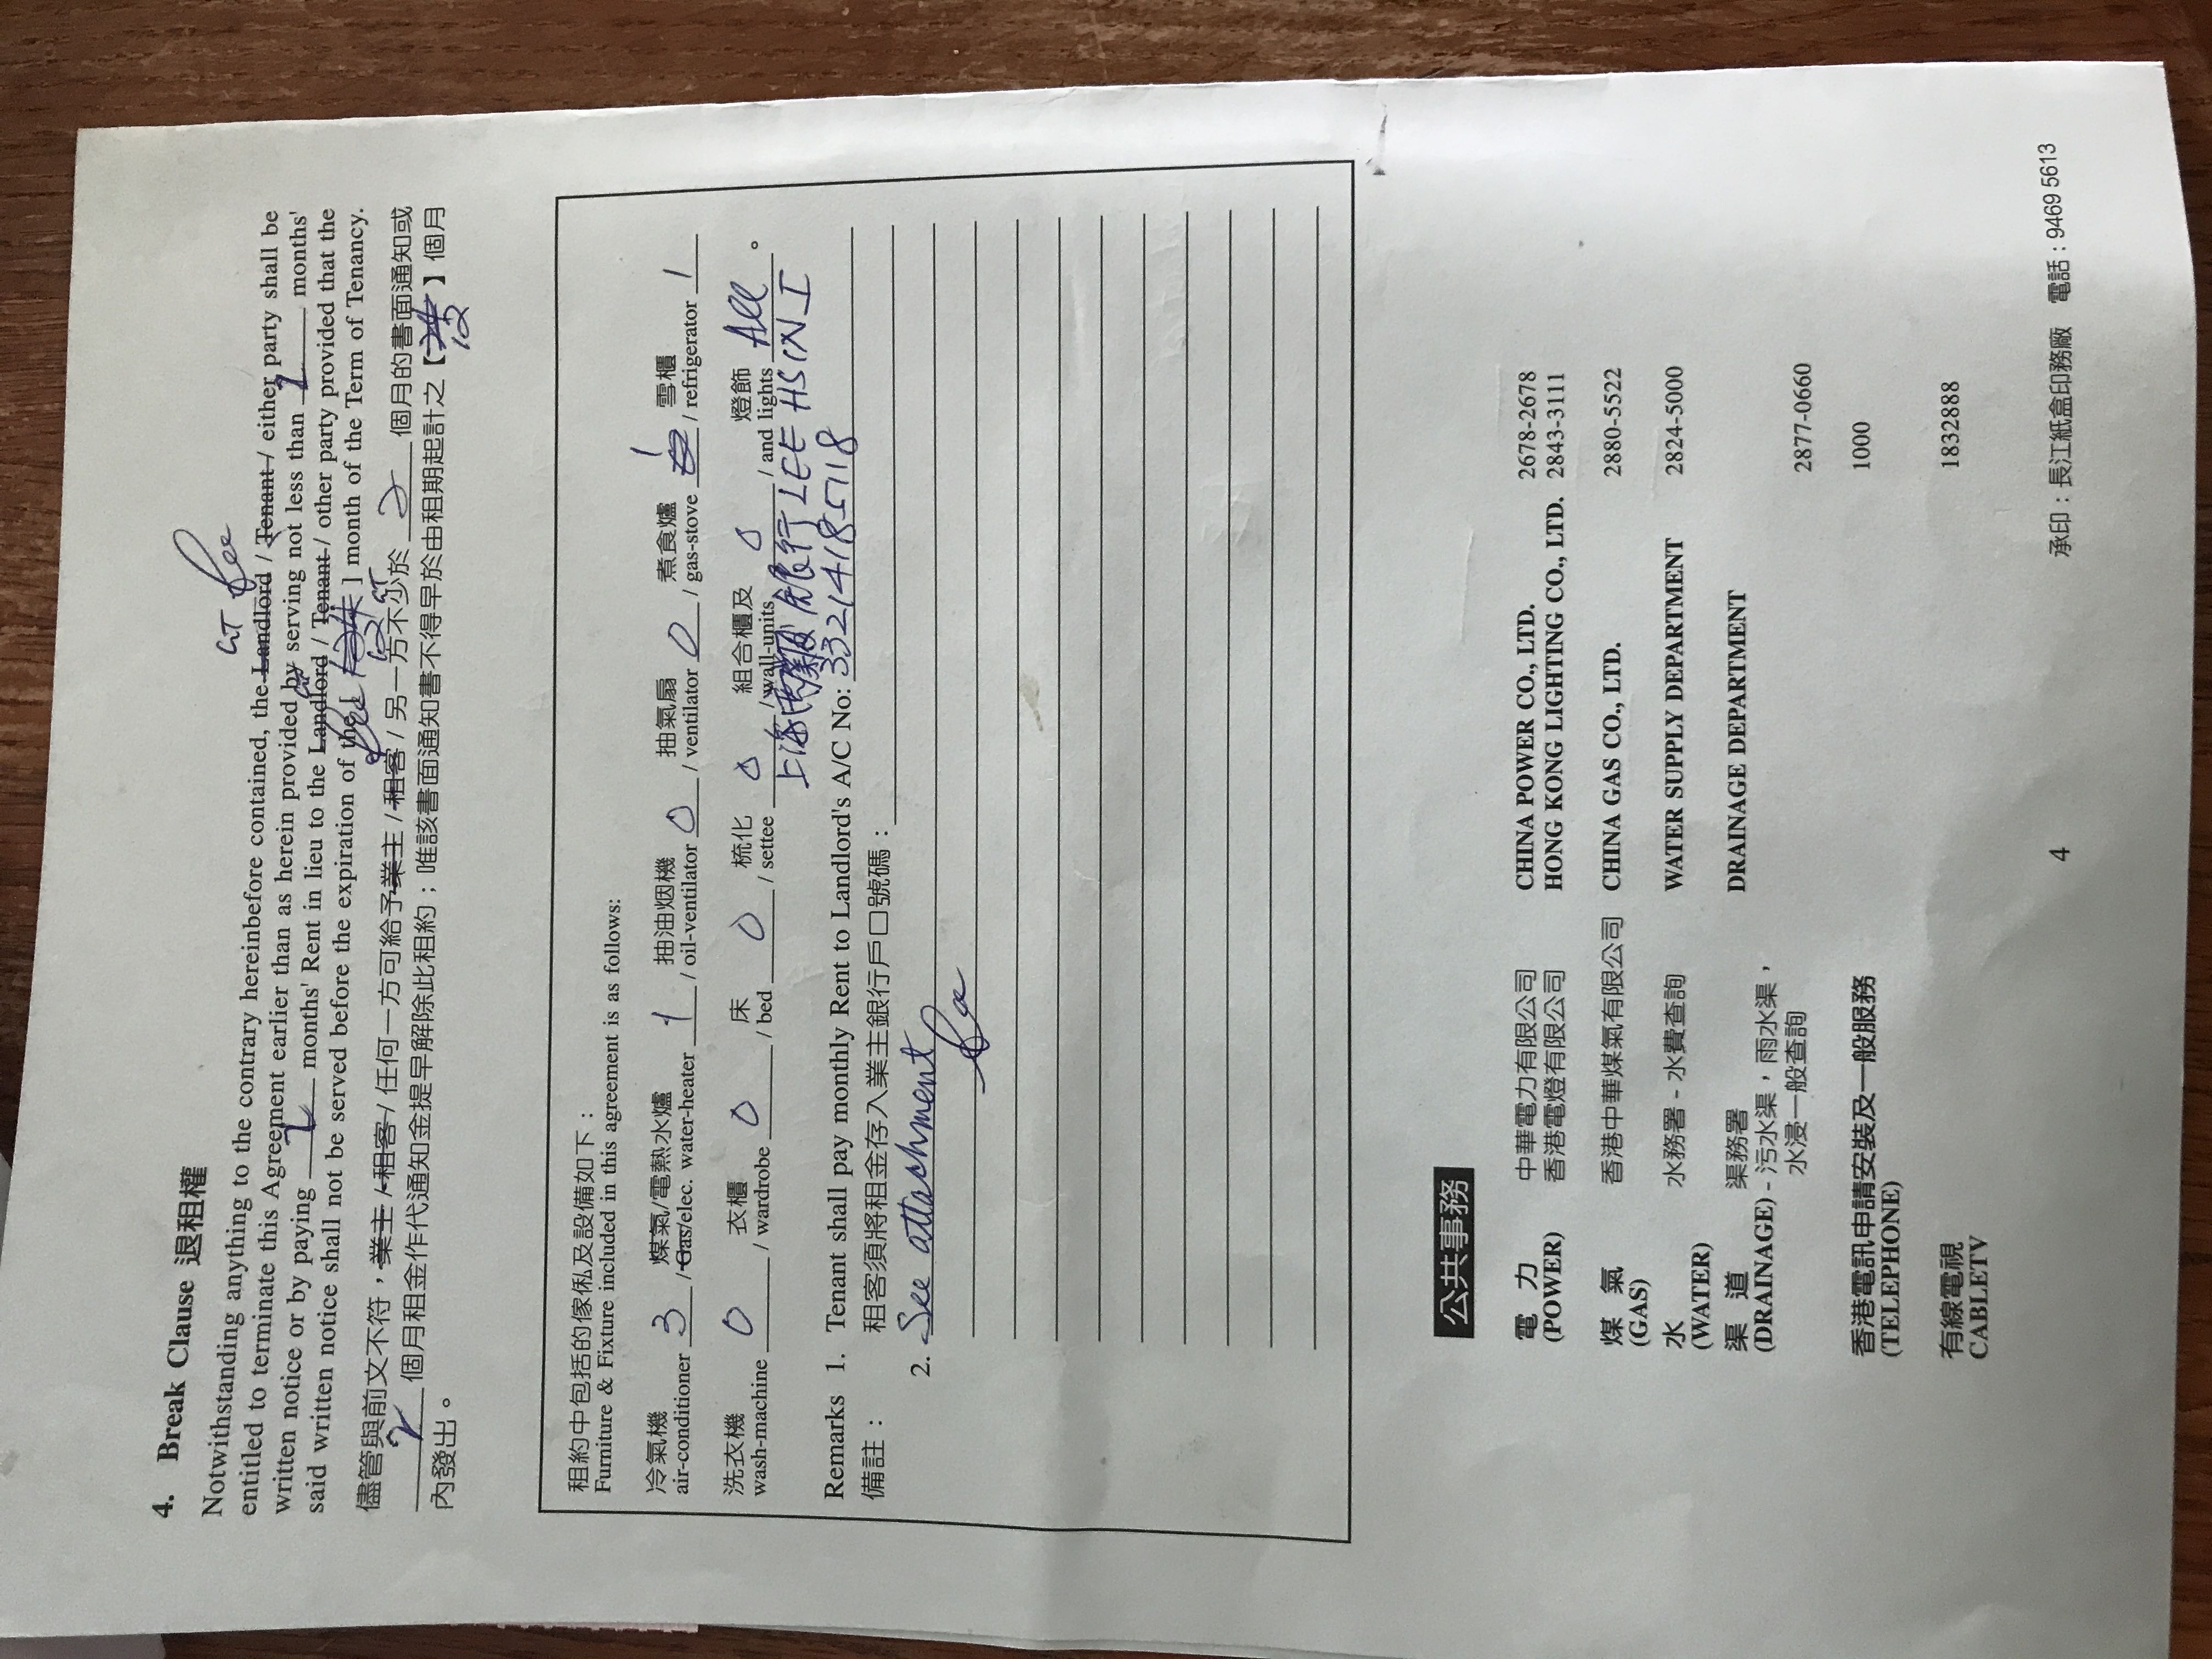 4. Break Clause 退租權
GT
Notwithstanding anything to the contrary hereinbefore contained, the Landlord / Tenant / either party shall be
entitled to terminate this Agreement earlier than as herein provided by serving not less than 2 months'
written notice or by paying 2 months' Rent in lieu to the Landlord / Tenant / other party provided that the
said written notice shall not be served before the expiration of the [ 12 ] month of the Term of Tenancy.
儘管與前文不符，業主 / 租客 / 任何一方可給予業主 / 租客 / 另一方不少於 2 個月的書面通知或
2 個月租金作代通知金提早解除此租約；唯該書面通知書不得早於由租期起計之【12】個月
內發出。
租約中包括的傢俬及設備如下：
Furniture & Fixture included in this agreement is as follows:
冷氣機 煤氣/電熱水爐 抽油烟機 抽氣扇 煮食爐 雪櫃
air-conditioner 3 / Gas/elec. water-heater 1 / oil-ventilator 0 / ventilator 0 / gas-stove 1 / refrigerator 1
洗衣機 衣櫃 床 梳化 組合櫃及 燈飾
wash-machine 0 / wardrobe 0 / bed 0 / settee 0 / wall-units 0 / and lights All 。
上海 銀行 LEE HSIN I
Remarks 1. Tenant shall pay monthly Rent to Landlord's A/C No: 33214185718
備註： 租客須將租金存入業主銀行戶口號碼：
2. See attachment
公共事務
電 力 中華電力有限公司 CHINA POWER CO., LTD. 2678-2678
(POWER) 香港電燈有限公司 HONG KONG LIGHTING CO., LTD. 2843-3111
煤 氣 香港中華煤氣有限公司 CHINA GAS CO., LTD. 2880-5522
(GAS)
水 水務署 - 水費查詢 WATER SUPPLY DEPARTMENT 2824-5000
(WATER)
渠 道 渠務署 DRAINAGE DEPARTMENT
(DRAINAGE) - 污水渠，雨水渠，
水浸一般查詢 2877-0660
香港電訊申請安裝及一般服務 1000
(TELEPHONE)
有線電視 1832888
CABLETV
4
承印：長江紙盒印務廠 電話：9469 5613